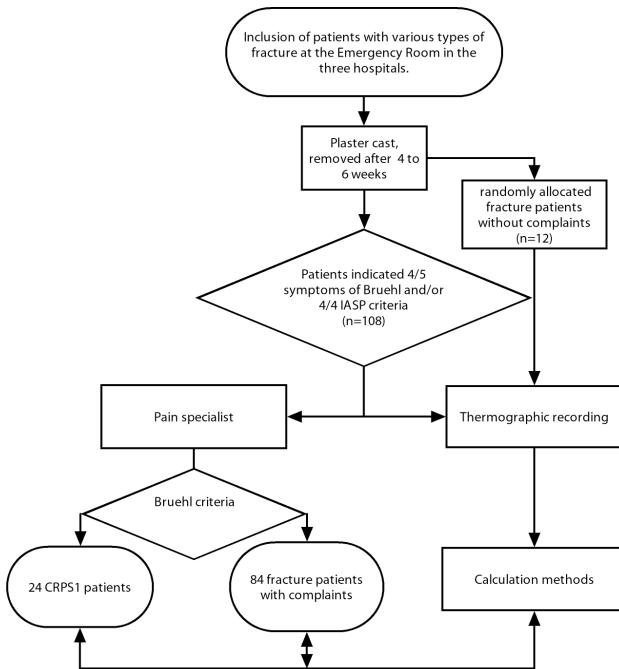 Inclusion of patients with various types of
fracture at the Emergency Room in the
three hospitals.
Plaster cast,
removed after 4 to
6 weeks
randomly allocated
fracture patients
without complaints
(n=12)
Patients indicated 4/5
symptoms of Bruehl and/or
4/4 IASP criteria
(n=108)
Pain specialist
Thermographic recording
Bruehl criteria
24 CRPS1 patients
84 fracture patients
with complaints
Calculation methods